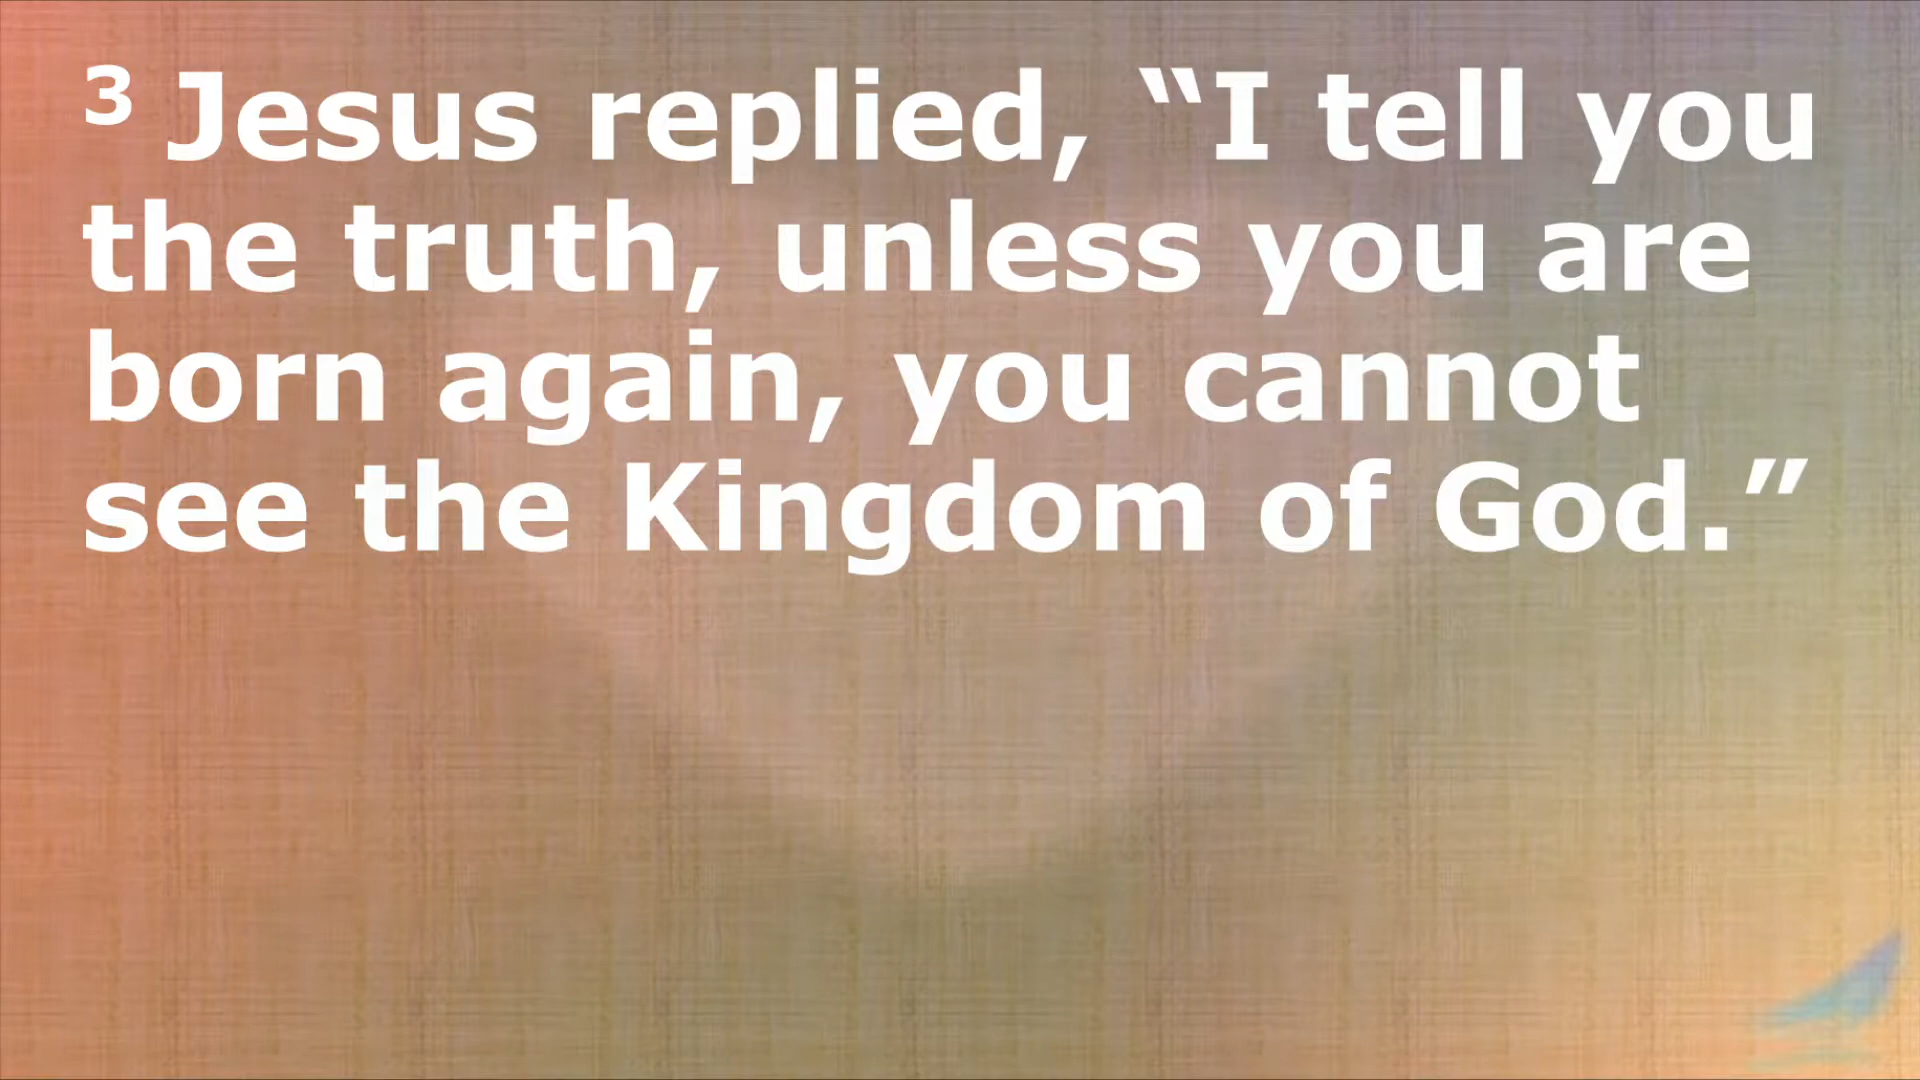 3 Jesus replied, “I tell you
the truth, unless you are
born again, you cannot
see the Kingdom of God.”